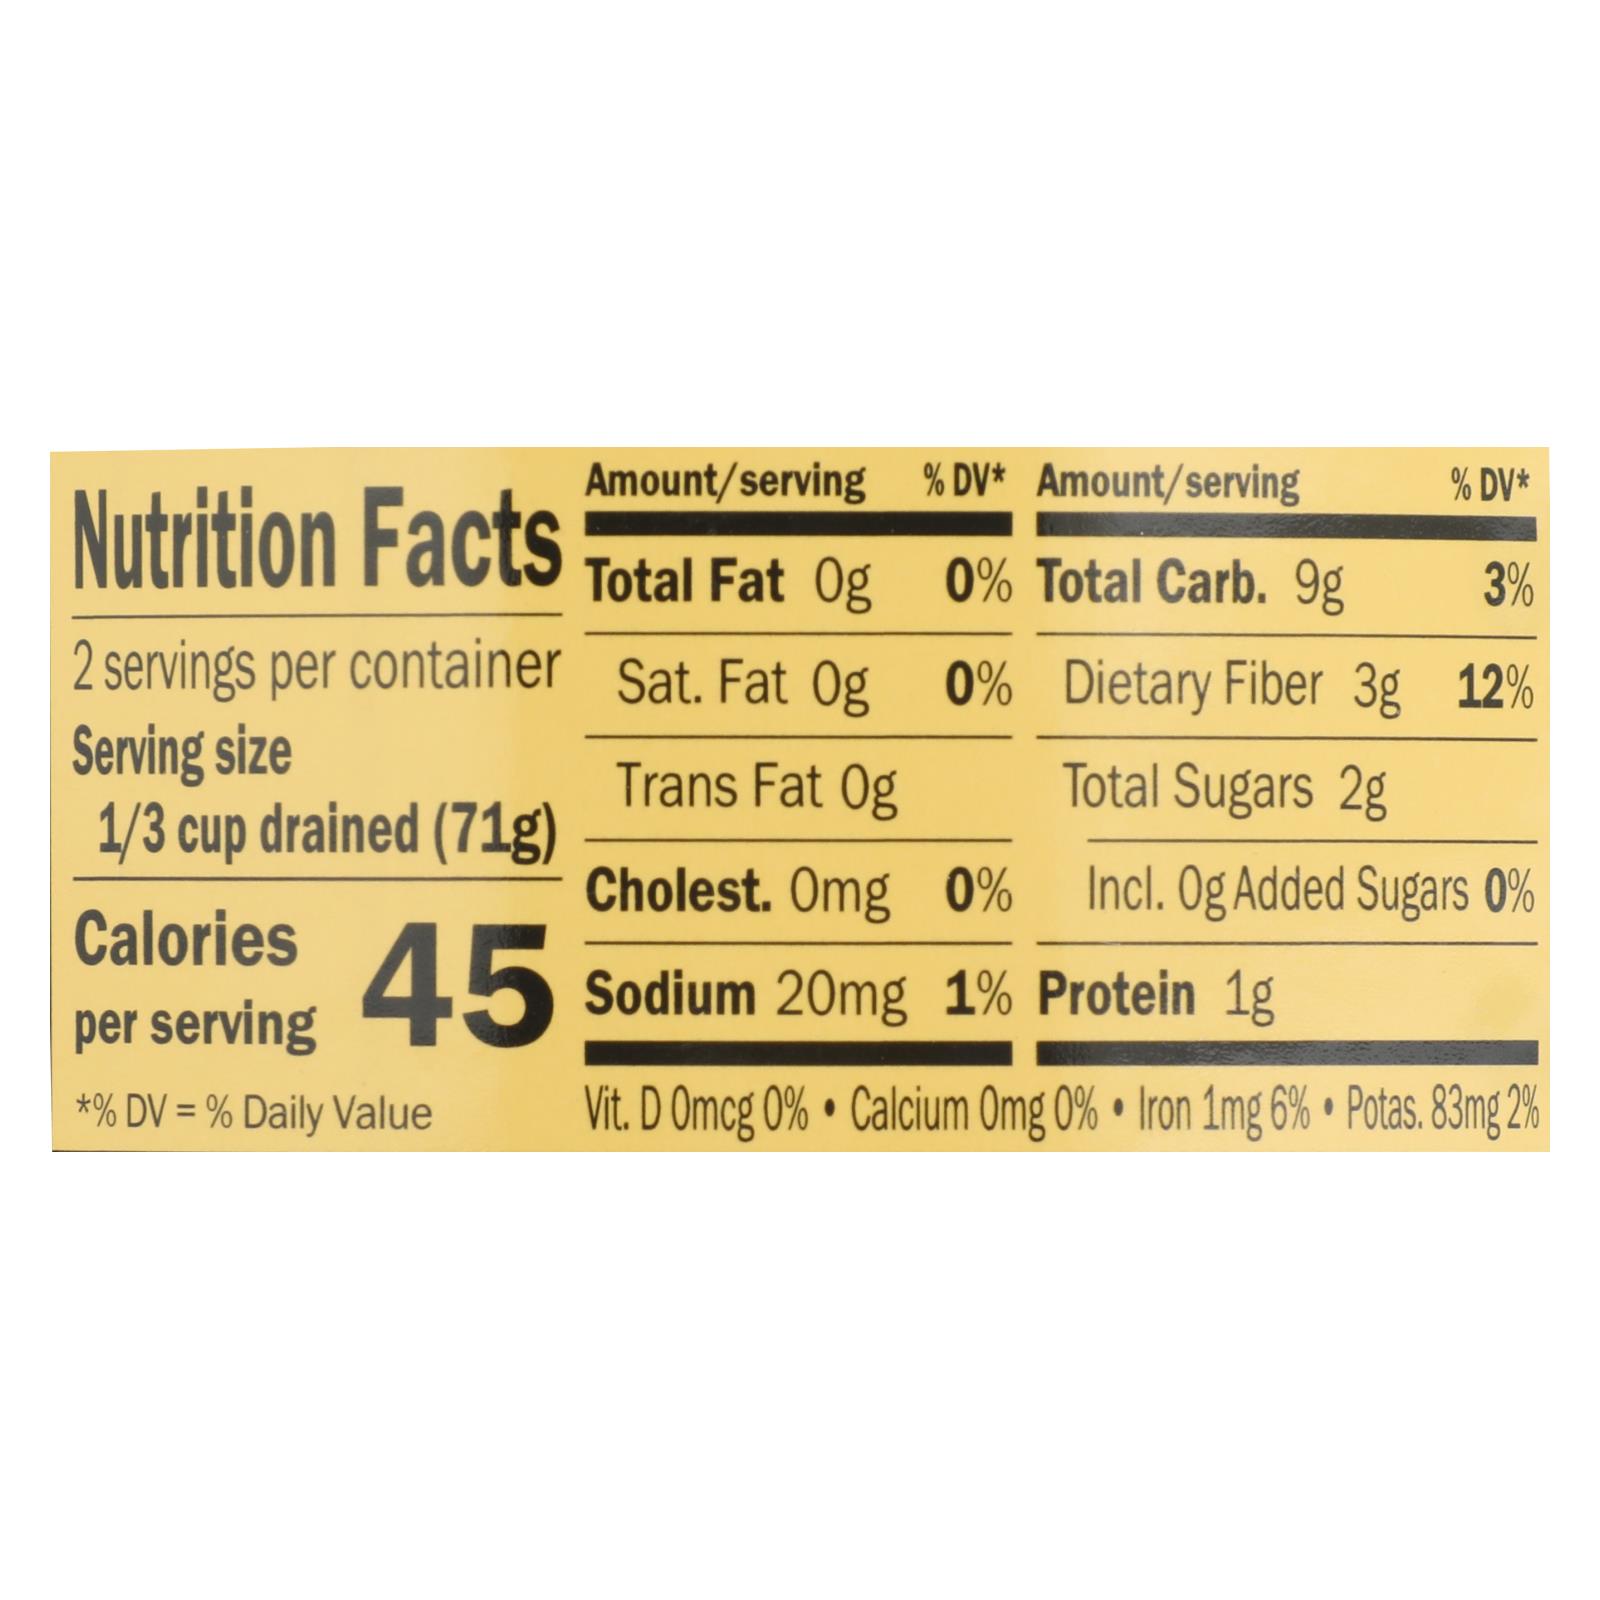 Nutrition Facts
2 servings per container
Serving size
1/3 cup drained (71g)
Calories
per serving 45
*% DV = % Daily Value
Amount/serving % DV*
Total Fat 0g 0%
Sat. Fat 0g 0%
Trans Fat 0g
Cholest. 0mg 0%
Sodium 20mg 1%
Amount/serving % DV*
Total Carb. 9g 3%
Dietary Fiber 3g 12%
Total Sugars 2g
Incl. 0g Added Sugars 0%
Protein 1g
Vit. D 0mcg 0% • Calcium 0mg 0% • Iron 1mg 6% • Potas. 83mg 2%